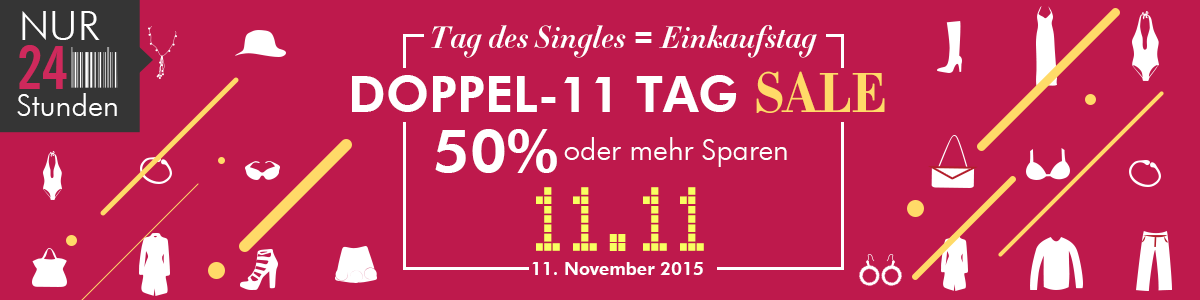 NUR
24
Stunden
Tag des Singles = Einkaufstag
DOPPEL-11 TAG SALE
50% oder mehr Sparen
11.11
11. November 2015